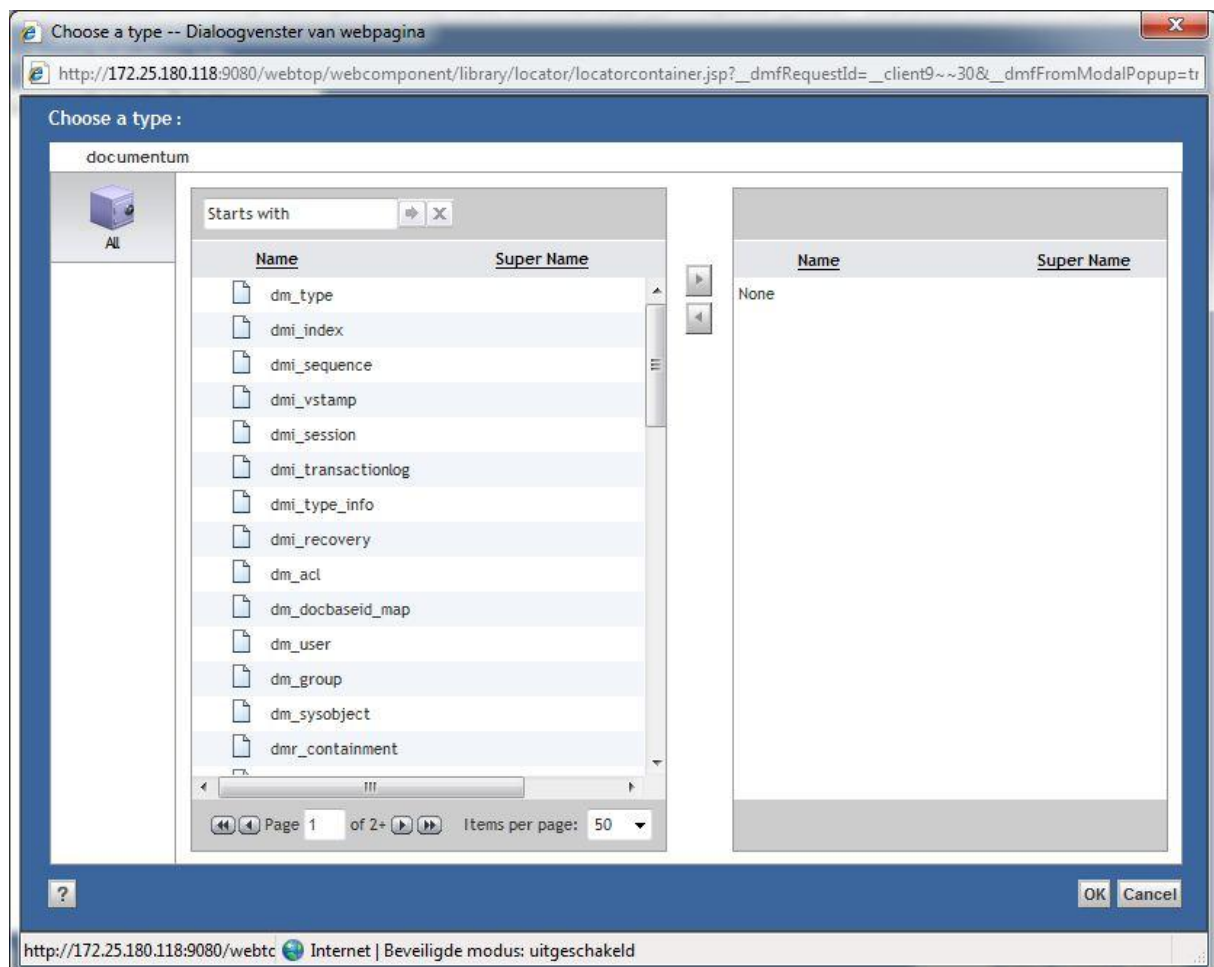 Choose a type -- Dialoogvenster van webpagina
http://172.25.180.118:9080/webtop/webcomponent/library/locator/locatorcontainer.jsp?__dmfRequestId=__client9~~30&__dmfFromModalPopup=tr
Choose a type :
documentum
All
Starts with
Name Super Name
dm_type
dmi_index
dmi_sequence
dmi_vstamp
dmi_session
dmi_transactionlog
dmi_type_info
dmi_recovery
dm_acl
dm_docbaseid_map
dm_user
dm_group
dm_sysobject
dmr_containment
Page 1 of 2+ Items per page: 50
Name Super Name
None
? OK Cancel
http://172.25.180.118:9080/webtc Internet | Beveiligde modus: uitgeschakeld